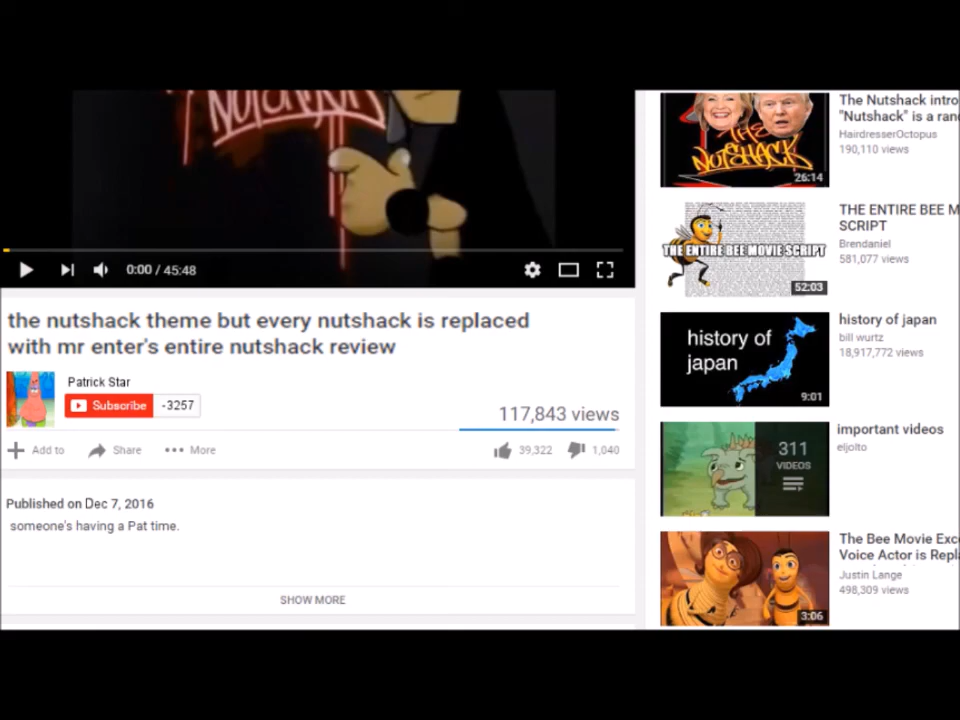 NUTSHACK
0:00 / 45:48
the nutshack theme but every nutshack is replaced
with mr enter's entire nutshack review
Patrick Star
Subscribe -3257
117,843 views
Add to Share More 39,322 1,040
Published on Dec 7, 2016
someone's having a Pat time.
SHOW MORE
THE
NUTSHACK
26:14
The Nutshack intro
"Nutshack" is a ran
HairdresserOctopus
190,110 views
THE ENTIRE BEE MOVIE SCRIPT
52:03
THE ENTIRE BEE M
SCRIPT
Brendaniel
581,077 views
history of
japan
9:01
history of japan
bill wurtz
18,917,772 views
311
VIDEOS
important videos
eljolto
3:06
The Bee Movie Exc
Voice Actor is Repl
Justin Lange
498,309 views